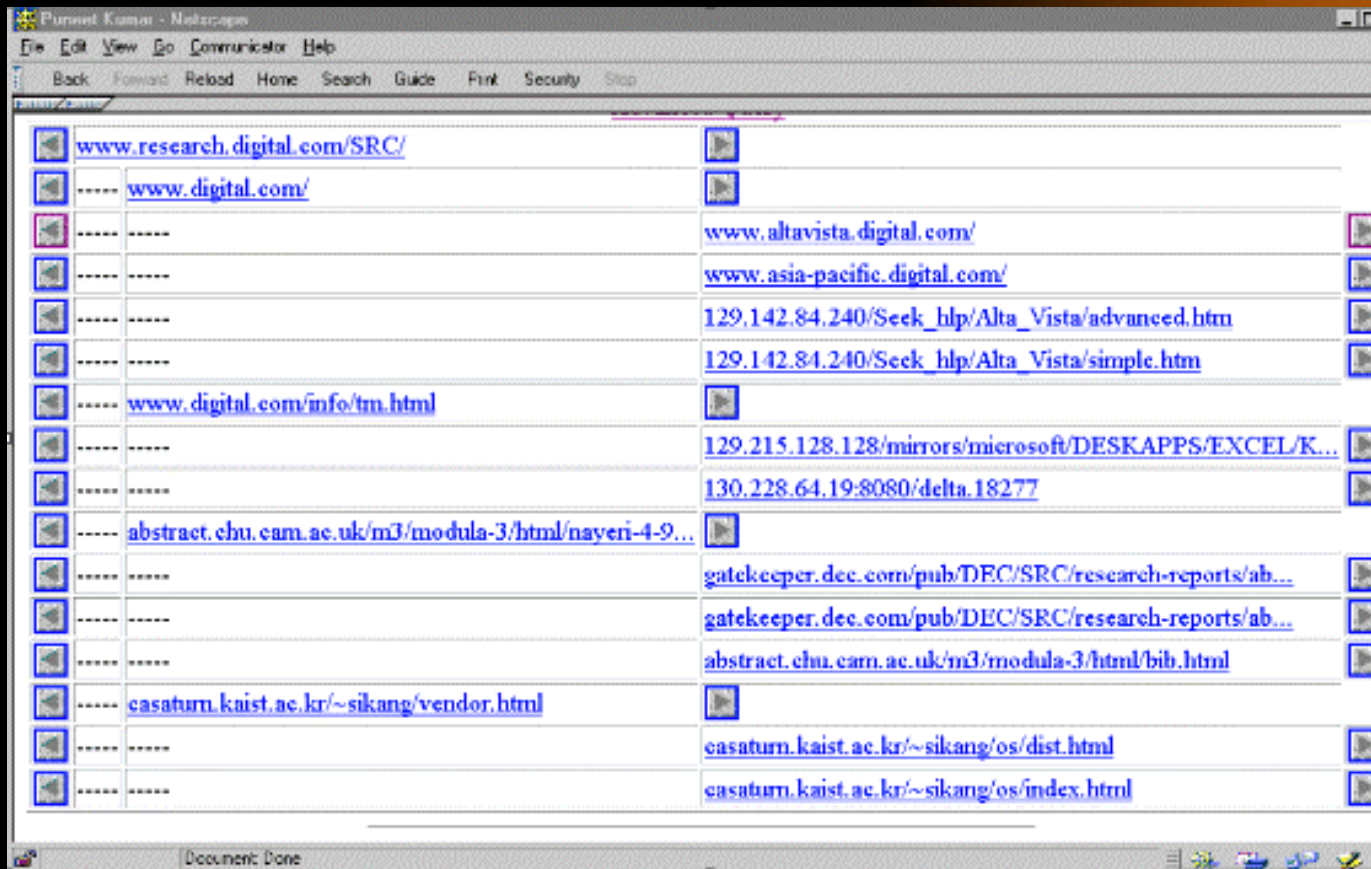 Puneet Kumar - Netscape
File Edit View Go Communicator Help
Back Forward Reload Home Search Guide Print Security Stop
www.research.digital.com/SRC/
----- www.digital.com/
----- ----- www.altavista.digital.com/
----- ----- www.asia-pacific.digital.com/
----- ----- 129.142.84.240/Seek_hlp/Alta_Vista/advanced.htm
----- ----- 129.142.84.240/Seek_hlp/Alta_Vista/simple.htm
----- www.digital.com/info/tm.html
----- ----- 129.215.128.128/mirrors/microsoft/DESKAPPS/EXCEL/K...
----- ----- 130.228.64.19:8080/delta.18277
----- abstract.chu.cam.ac.uk/m3/modula-3/html/nayeri-4-9...
----- ----- gatekeeper.dec.com/pub/DEC/SRC/research-reports/ab...
----- ----- gatekeeper.dec.com/pub/DEC/SRC/research-reports/ab...
----- ----- abstract.chu.cam.ac.uk/m3/modula-3/html/bib.html
----- casaturn.kaist.ac.kr/~sikang/vendor.html
----- ----- casaturn.kaist.ac.kr/~sikang/os/dist.html
----- ----- casaturn.kaist.ac.kr/~sikang/os/index.html
Document: Done